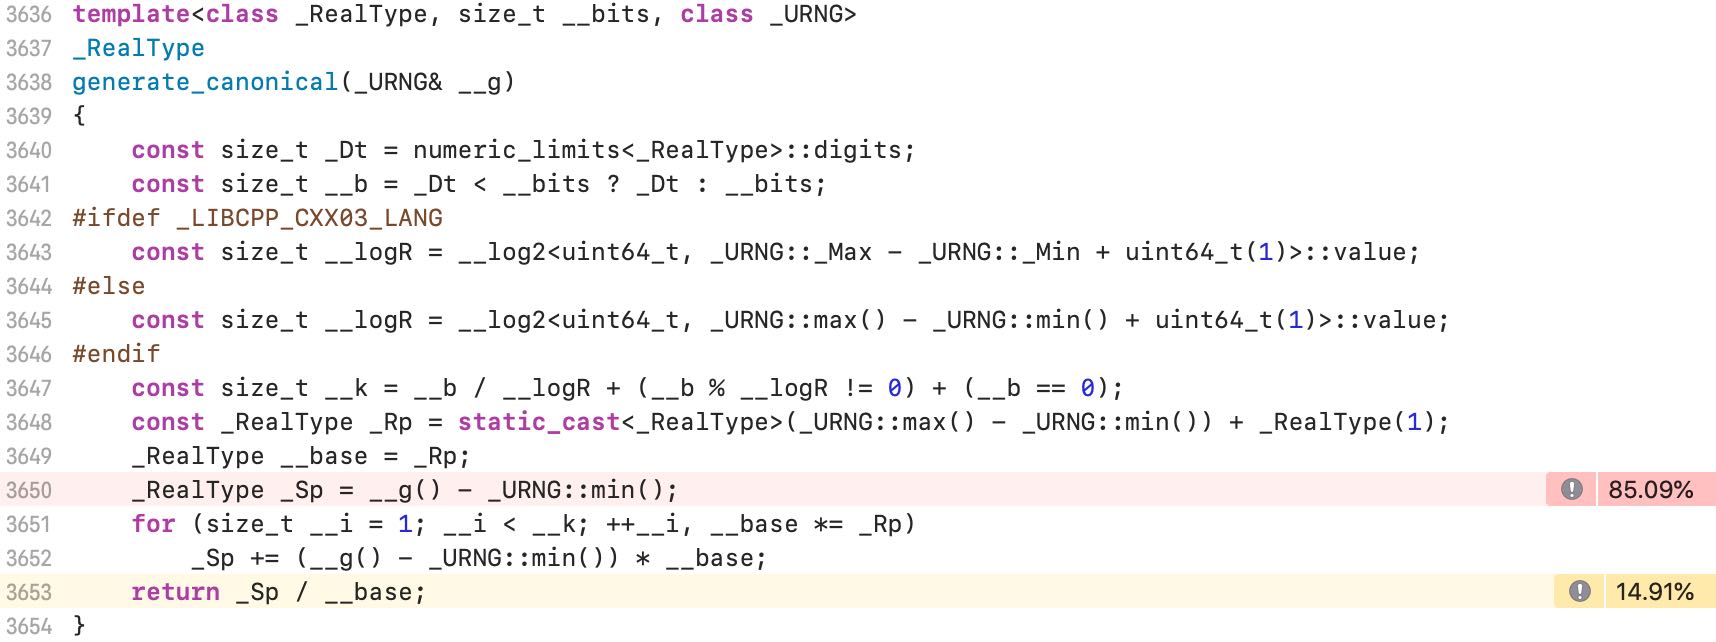 3636 template<class _RealType, size_t __bits, class _URNG>
3637 _RealType
3638 generate_canonical(_URNG& __g)
3639 {
3640     const size_t _Dt = numeric_limits<_RealType>::digits;
3641     const size_t __b = _Dt < __bits ? _Dt : __bits;
3642 #ifdef _LIBCPP_CXX03_LANG
3643     const size_t __logR = __log2<uint64_t, _URNG::_Max - _URNG::_Min + uint64_t(1)>::value;
3644 #else
3645     const size_t __logR = __log2<uint64_t, _URNG::max() - _URNG::min() + uint64_t(1)>::value;
3646 #endif
3647     const size_t __k = __b / __logR + (__b % __logR != 0) + (__b == 0);
3648     const _RealType _Rp = static_cast<_RealType>(_URNG::max() - _URNG::min()) + _RealType(1);
3649     _RealType __base = _Rp;
3650     _RealType _Sp = __g() - _URNG::min(); ! 85.09%
3651     for (size_t __i = 1; __i < __k; ++__i, __base *= _Rp)
3652         _Sp += (__g() - _URNG::min()) * __base;
3653     return _Sp / __base; ! 14.91%
3654 }